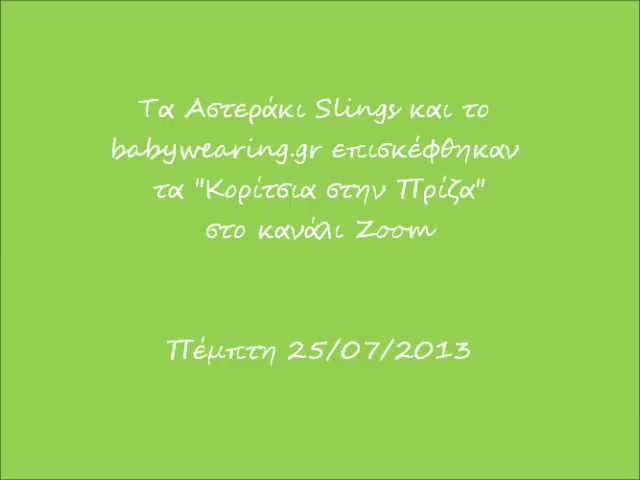 Τα Αστεράκι Slings και το
babywearing.gr επισκέφθηκαν
τα "Κορίτσια στην Πρίζα"
στο κανάλι Zoom
Πέμπτη 25/07/2013